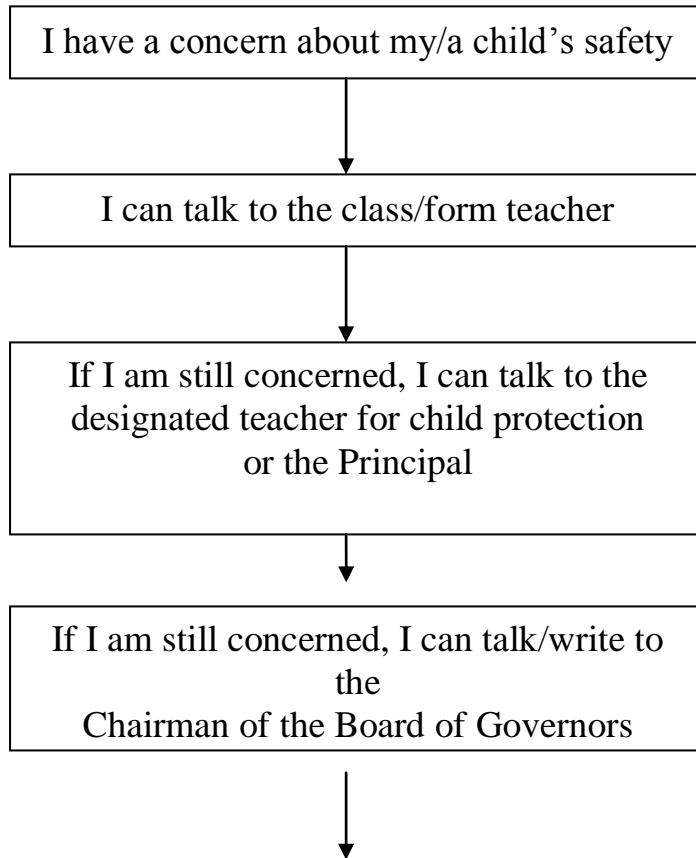 I have a concern about my/a child’s safety
I can talk to the class/form teacher
If I am still concerned, I can talk to the
designated teacher for child protection
or the Principal
If I am still concerned, I can talk/write to
the
Chairman of the Board of Governors